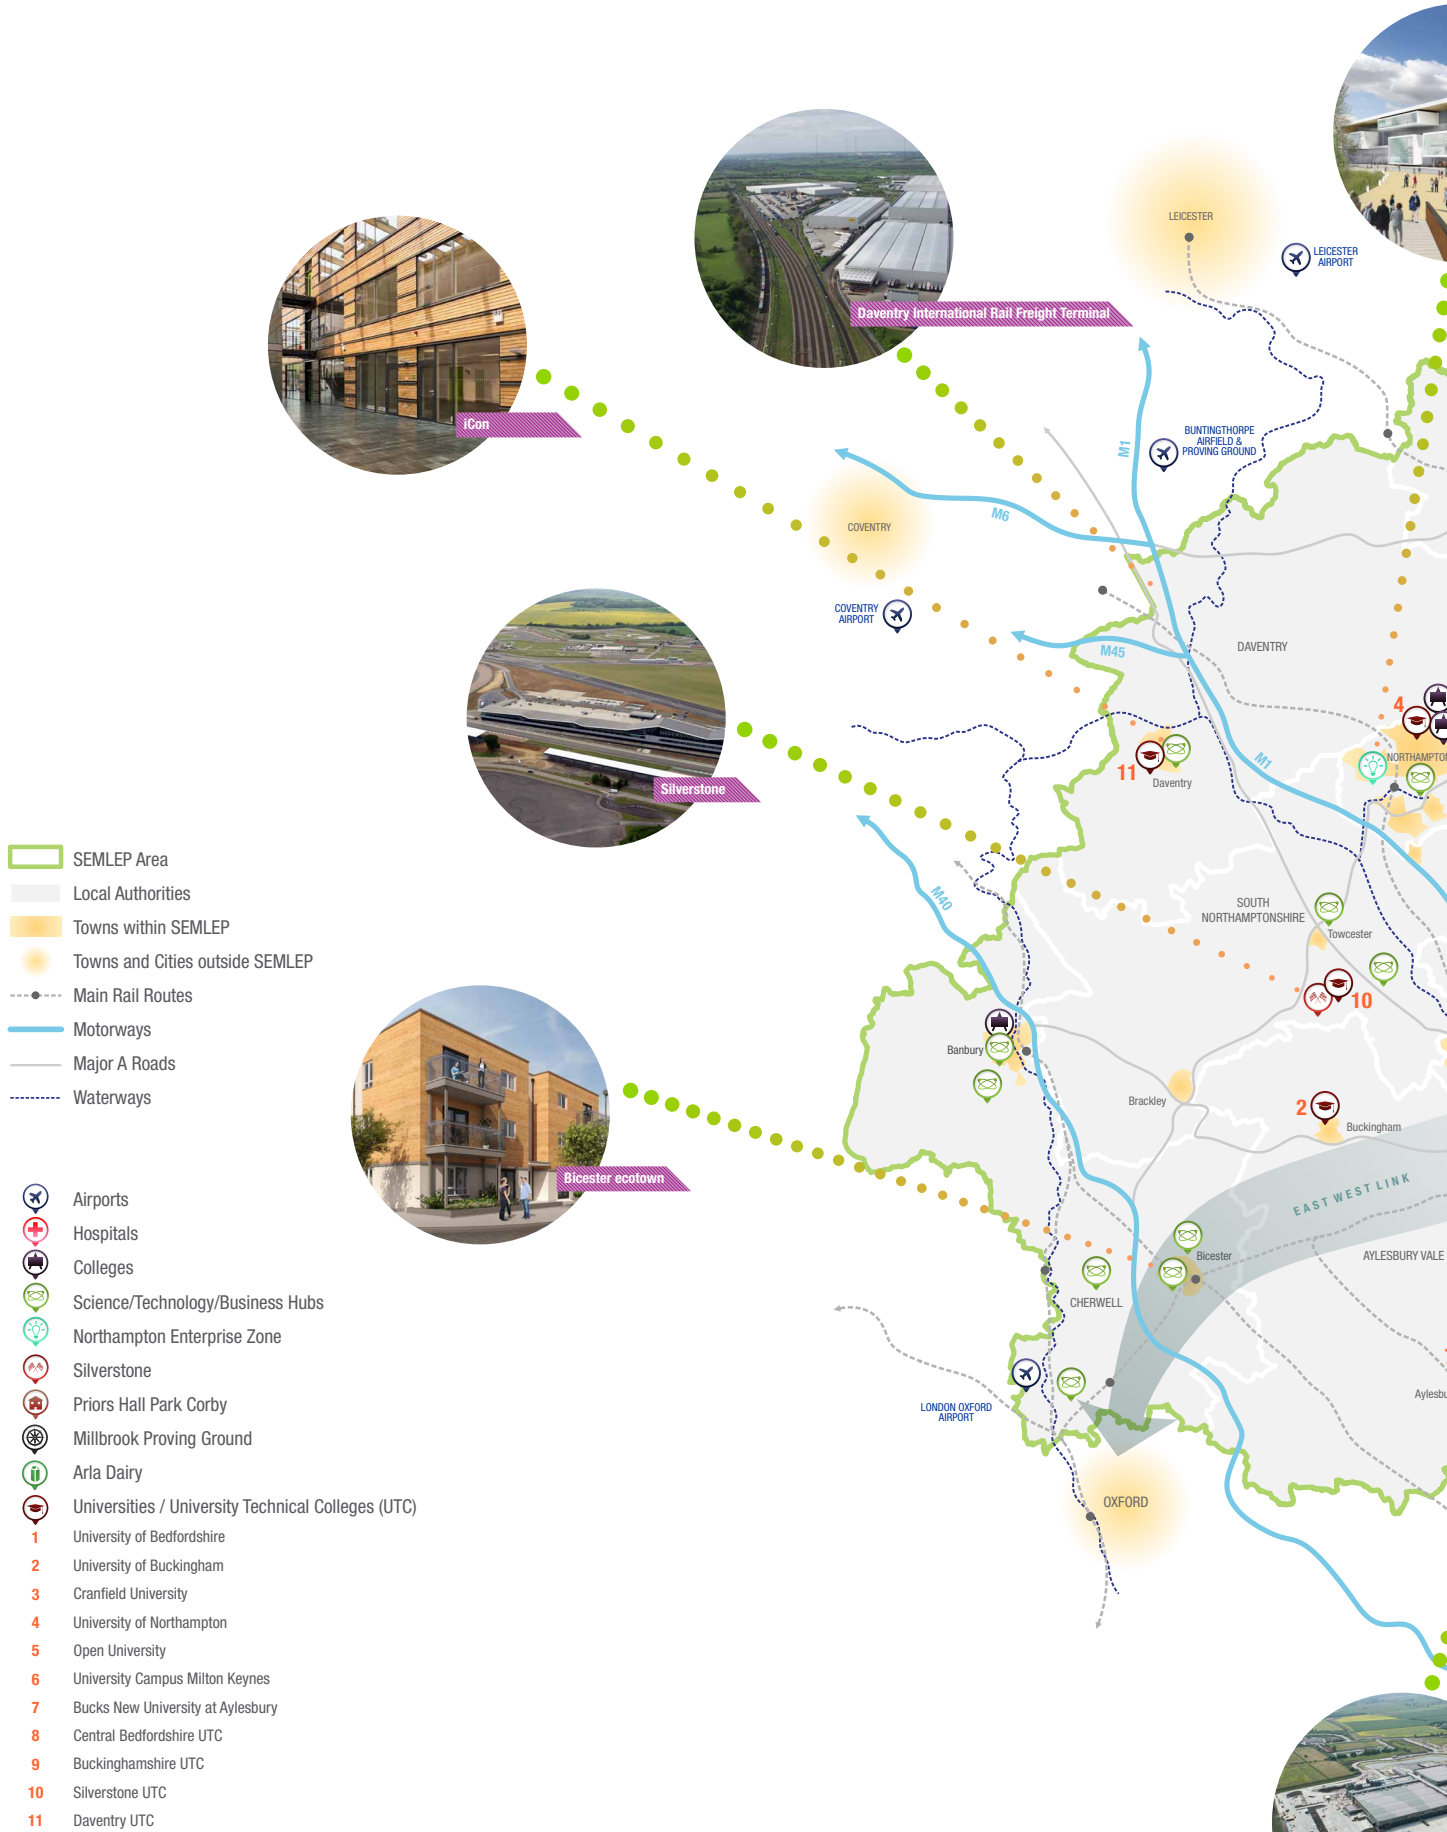 LEICESTER
LEICESTER
AIRPORT
Daventry International Rail Freight Terminal
iCon
M1
BUNTINGTHORPE
AIRFIELD &
PROVING GROUND
M6
COVENTRY
COVENTRY
AIRPORT
M45
DAVENTRY
4
NORTHAMPTON
11
Daventry
M1
Silverstone
M40
SOUTH
NORTHAMPTONSHIRE
Towcester
10
Banbury
Brackley
2
Buckingham
Bicester ecotown
EAST WEST LINK
Bicester
AYLESBURY VALE
CHERWELL
LONDON OXFORD
AIRPORT
Aylesbu
OXFORD
SEMLEP Area
Local Authorities
Towns within SEMLEP
Towns and Cities outside SEMLEP
Main Rail Routes
Motorways
Major A Roads
Waterways
Airports
Hospitals
Colleges
Science/Technology/Business Hubs
Northampton Enterprise Zone
Silverstone
Priors Hall Park Corby
Millbrook Proving Ground
Arla Dairy
Universities / University Technical Colleges (UTC)
1 University of Bedfordshire
2 University of Buckingham
3 Cranfield University
4 University of Northampton
5 Open University
6 University Campus Milton Keynes
7 Bucks New University at Aylesbury
8 Central Bedfordshire UTC
9 Buckinghamshire UTC
10 Silverstone UTC
11 Daventry UTC